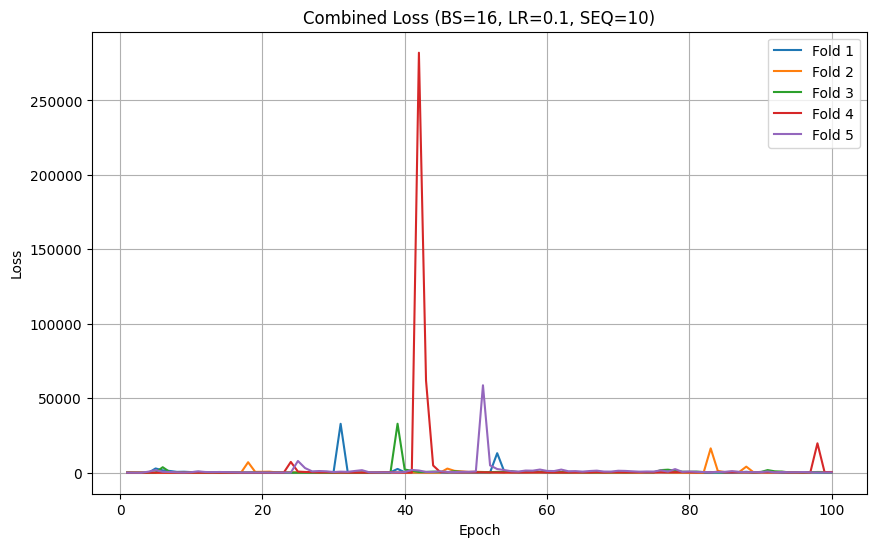 Combined Loss (BS=16, LR=0.1, SEQ=10)
Fold 1
Fold 2
Fold 3
Fold 4
Fold 5
Loss
250000
200000
150000
100000
50000
0
0 20 40 60 80 100
Epoch